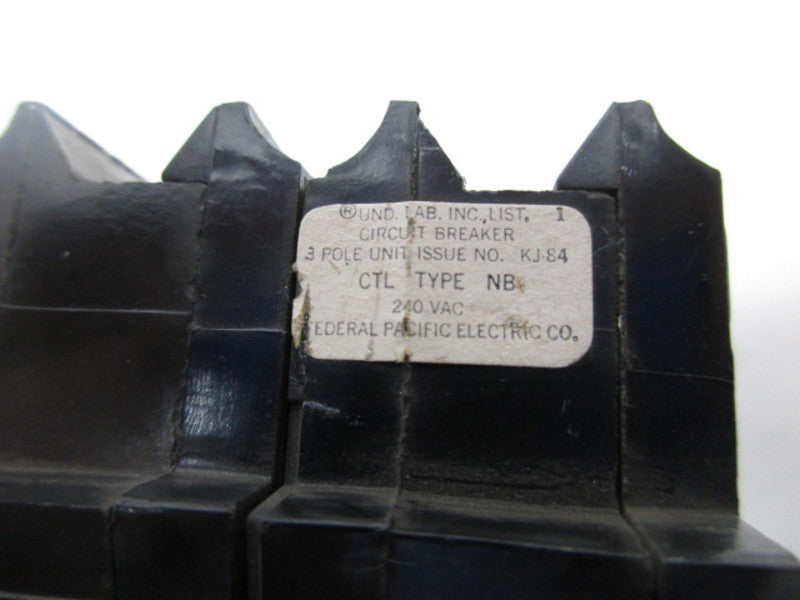 ®UND. LAB. INC. LIST. 1
CIRCUIT BREAKER
3 POLE UNIT ISSUE NO. KJ-84
CTL TYPE NB
240 VAC
FEDERAL PACIFIC ELECTRIC CO.